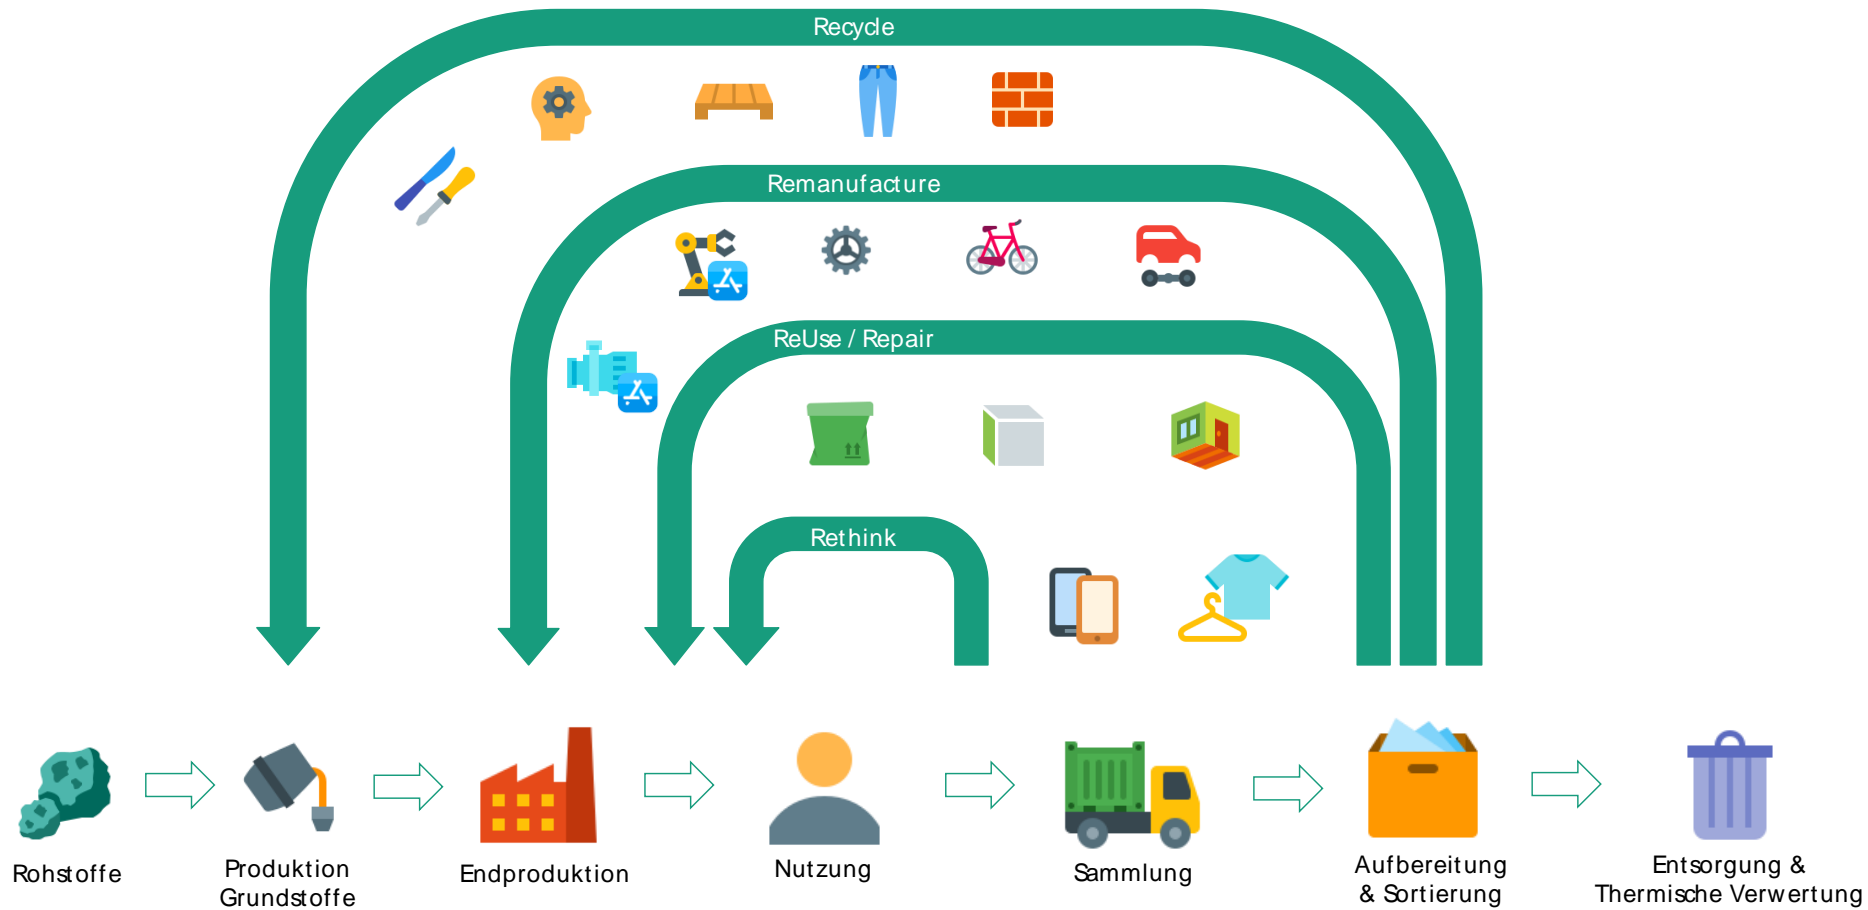 Recycle
Remanufacture
ReUse / Repair
Rethink
Rohstoffe
Produktion
Grundstoffe
Endproduktion
Nutzung
Sammlung
Aufbereitung
& Sortierung
Entsorgung &
Thermische Verwertung